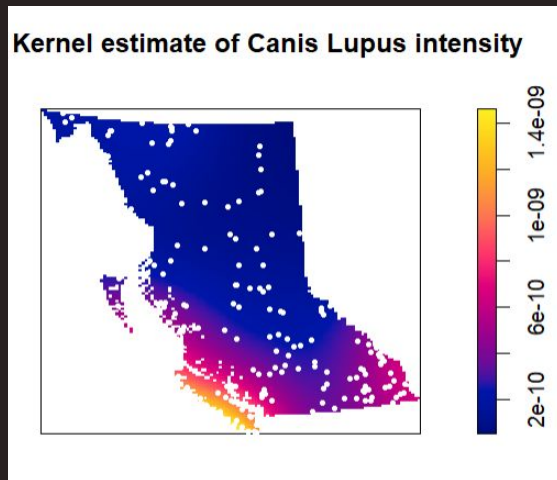 Kernel estimate of Canis Lupus intensity
1.4e-09
1e-09
6e-10
2e-10